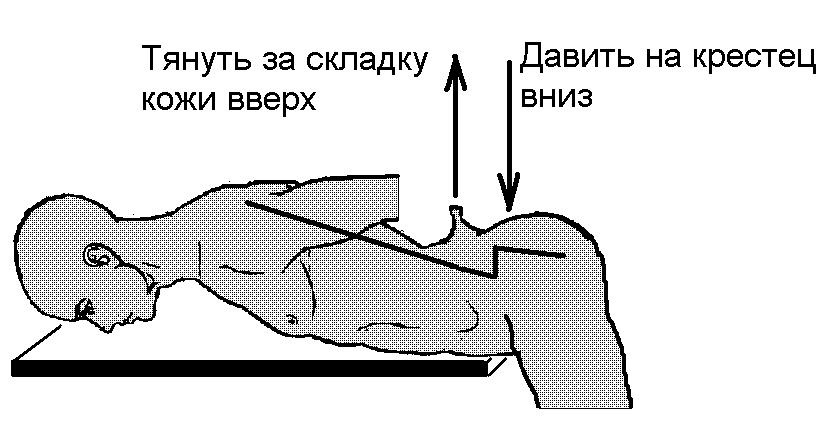 Тянуть за складку
кожи вверх
Давить на крестец
вниз